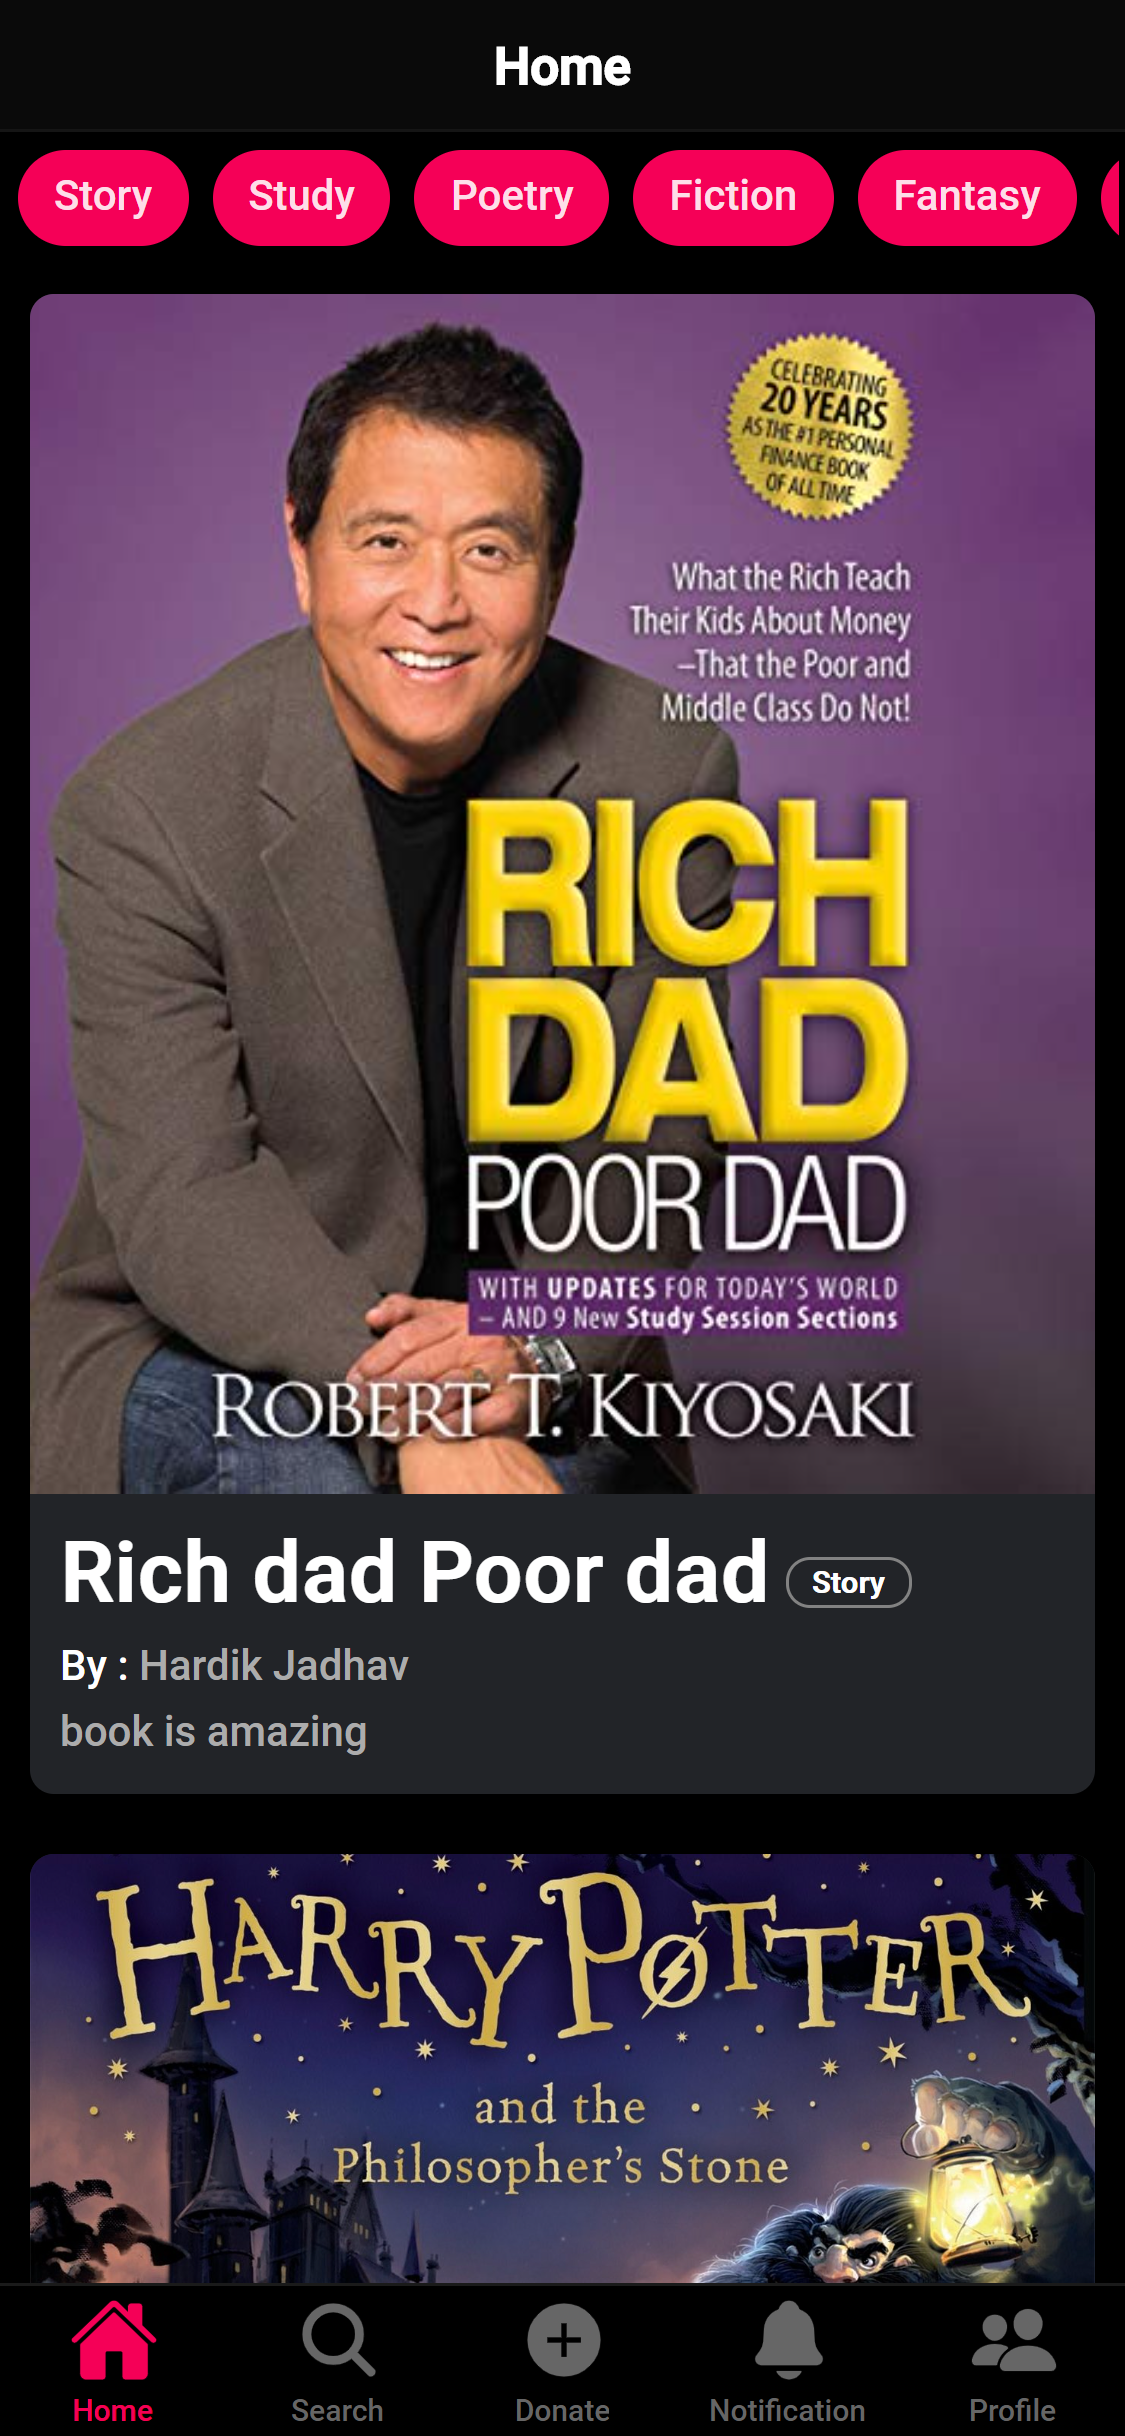 Home
Story Study Poetry Fiction Fantasy
CELEBRATING
20 YEARS
AS THE #1 PERSONAL
FINANCE BOOK
OF ALL TIME
What the Rich Teach
Their Kids About Money
–That the Poor and
Middle Class Do Not!
RICH
DAD
POOR DAD
WITH UPDATES FOR TODAY'S WORLD
– AND 9 New Study Session Sections
ROBERT T. KIYOSAKI
Rich dad Poor dad Story
By : Hardik Jadhav
book is amazing
HARRY POTTER
and the
Philosopher's Stone
Home Search Donate Notification Profile